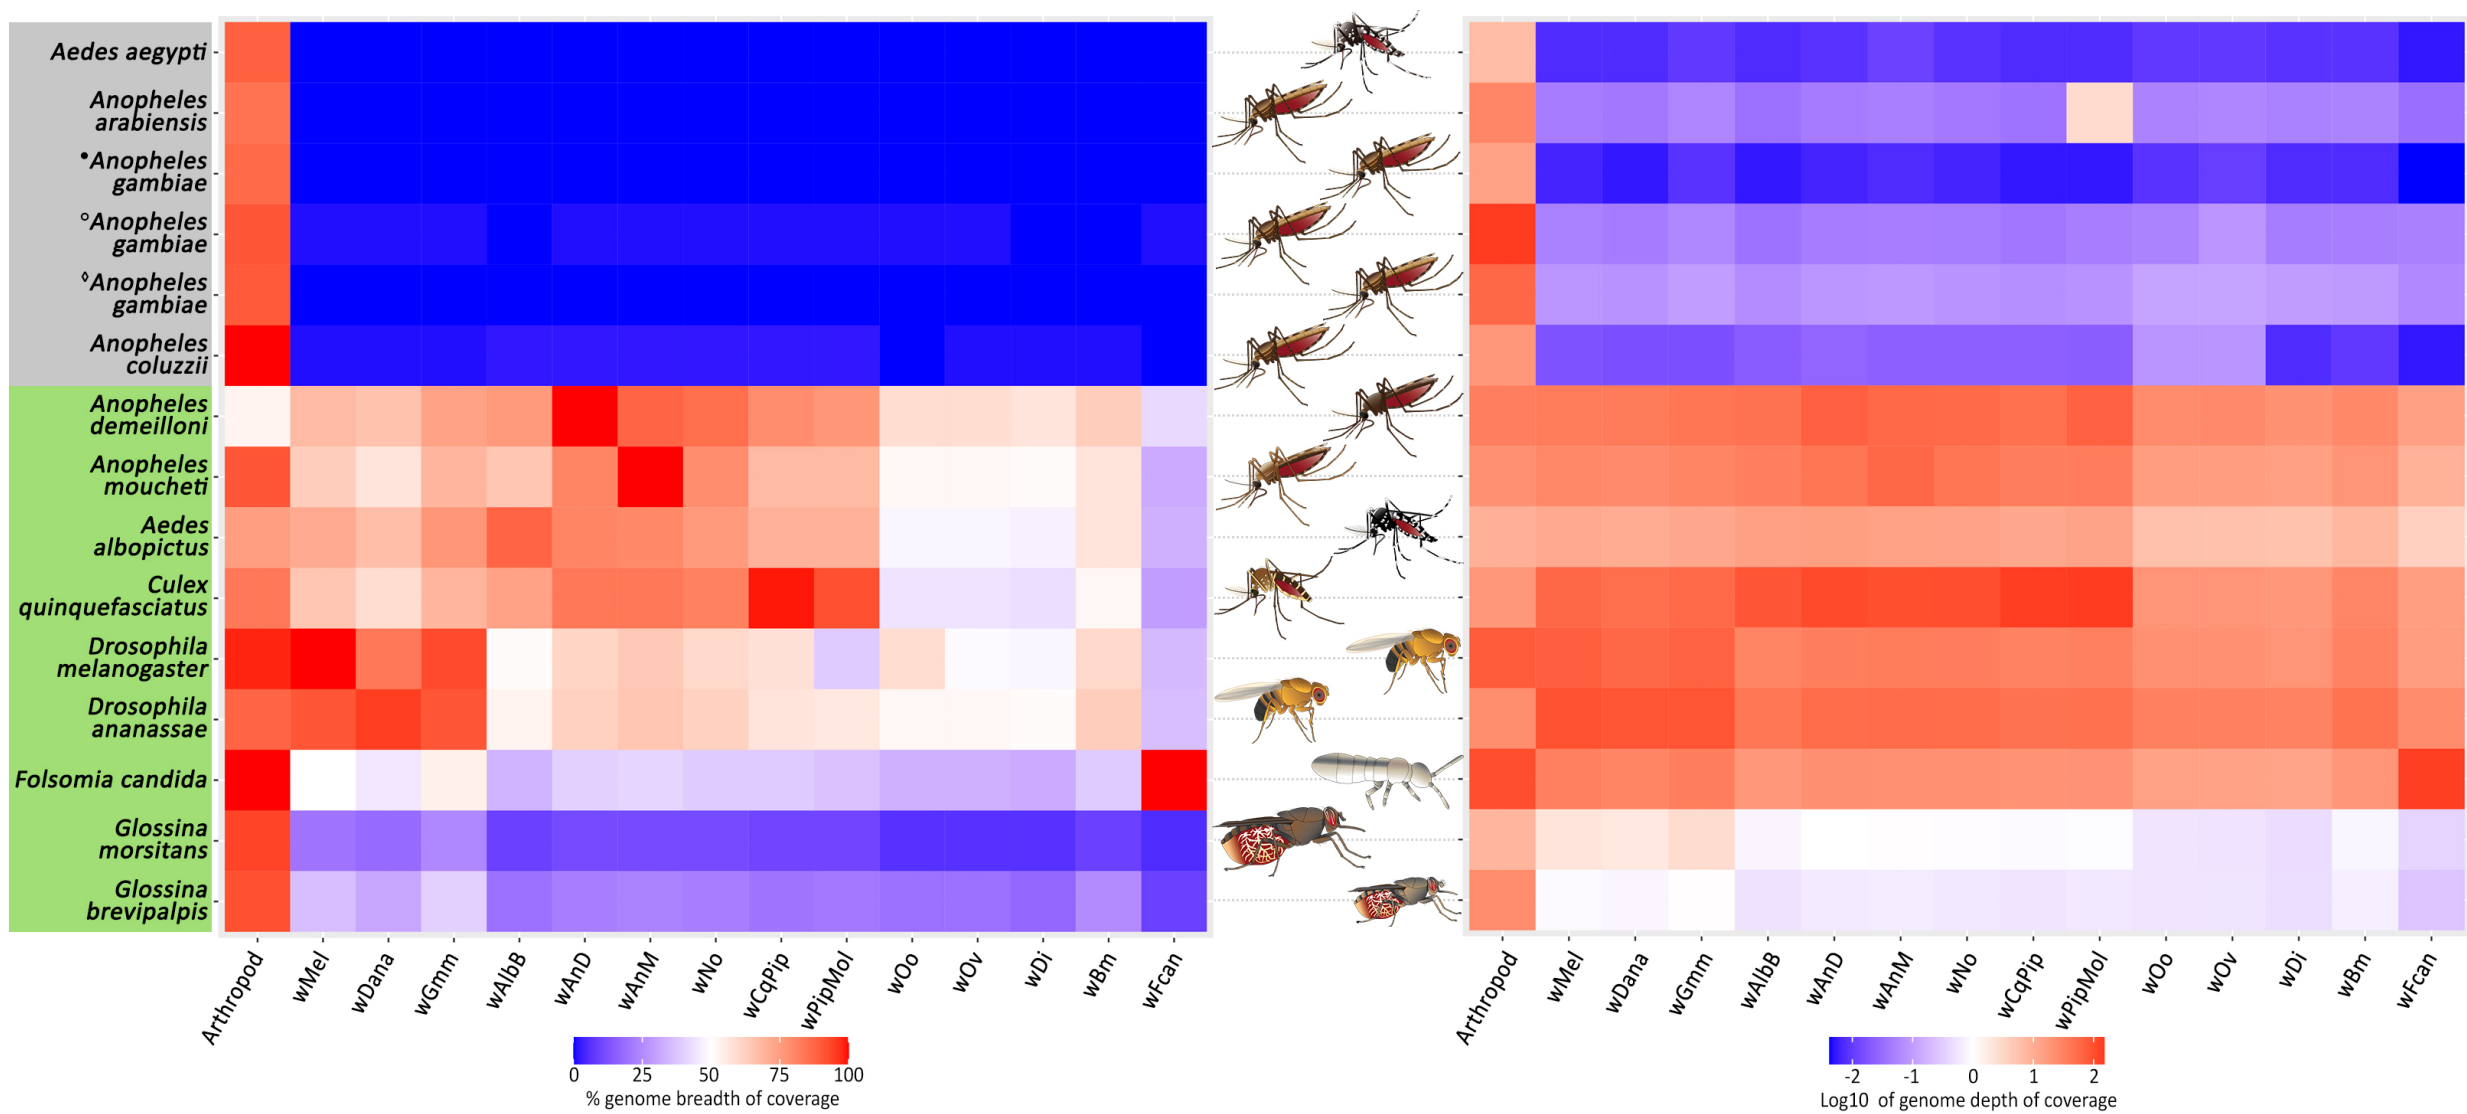 Aedes aegypti
Anopheles
arabiensis
•Anopheles
gambiae
○Anopheles
gambiae
◊Anopheles
gambiae
Anopheles
coluzzii
Anopheles
demeilloni
Anopheles
moucheti
Aedes
albopictus
Culex
quinquefasciatus
Drosophila
melanogaster
Drosophila
ananassae
Folsomia candida
Glossina
morsitans
Glossina
brevipalpis
Arthropod
wMel
wDana
wGmm
wAlbB
wAnD
wAnM
wNo
wCqPip
wPipMol
wOo
wOv
wDi
wBm
wFcan
0 25 50 75 100
% genome breadth of coverage
Arthropod
wMel
wDana
wGmm
wAlbB
wAnD
wAnM
wNo
wCqPip
wPipMol
wOo
wOv
wDi
wBm
wFcan
-2 -1 0 1 2
Log10 of genome depth of coverage